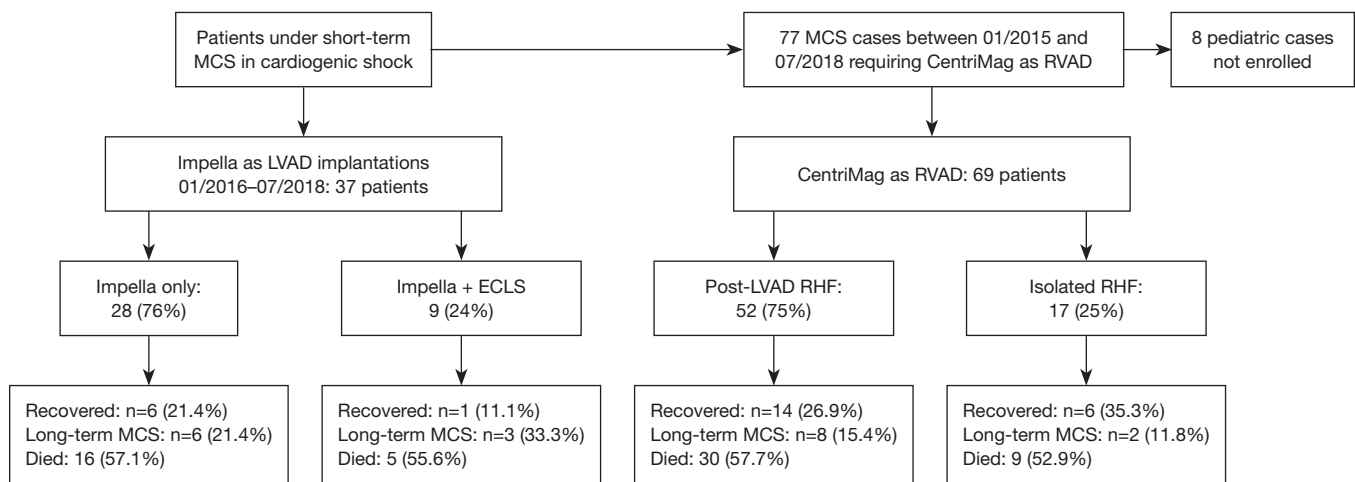 Patients under short-term
MCS in cardiogenic shock
77 MCS cases between 01/2015 and
07/2018 requiring CentriMag as RVAD
8 pediatric cases
not enrolled
Impella as LVAD implantations
01/2016–07/2018: 37 patients
CentriMag as RVAD: 69 patients
Impella only:
28 (76%)
Impella + ECLS
9 (24%)
Post-LVAD RHF:
52 (75%)
Isolated RHF:
17 (25%)
Recovered: n=6 (21.4%)
Long-term MCS: n=6 (21.4%)
Died: 16 (57.1%)
Recovered: n=1 (11.1%)
Long-term MCS: n=3 (33.3%)
Died: 5 (55.6%)
Recovered: n=14 (26.9%)
Long-term MCS: n=8 (15.4%)
Died: 30 (57.7%)
Recovered: n=6 (35.3%)
Long-term MCS: n=2 (11.8%)
Died: 9 (52.9%)